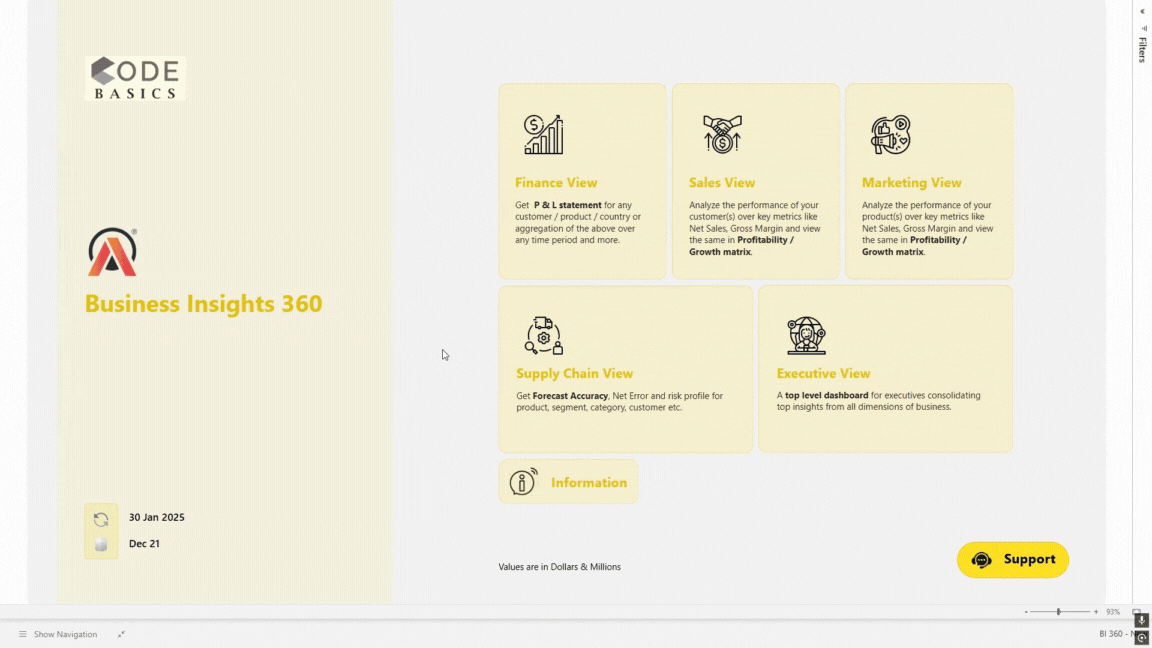 CODE
BASICS
®
Business Insights 360
30 Jan 2025
Dec 21
Finance View
Get P & L statement for any
customer / product / country or
aggregation of the above over
any time period and more.
Sales View
Analyze the performance of your
customer(s) over key metrics like
Net Sales, Gross Margin and view
the same in Profitability /
Growth matrix.
Marketing View
Analyze the performance of your
product(s) over key metrics like
Net Sales, Gross Margin and view
the same in Profitability /
Growth matrix.
Supply Chain View
Get Forecast Accuracy, Net Error and risk profile for
product, segment, category, customer etc.
Executive View
A top level dashboard for executives consolidating
top insights from all dimensions of business.
Information
Values are in Dollars & Millions
Support
Filters
- + 93%
Show Navigation
BI 360 -